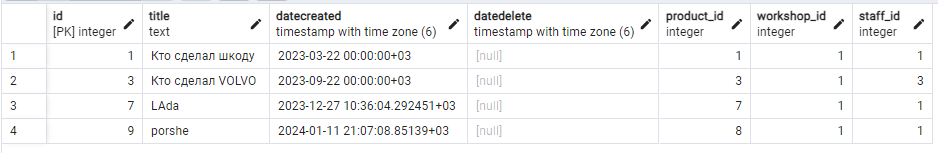 id title datecreated datedelete product_id workshop_id staff_id
[PK] integer text timestamp with time zone (6) timestamp with time zone (6) integer integer integer
1 1 Кто сделал шкоду 2023-03-22 00:00:00+03 [null] 1 1 1
2 3 Кто сделал VOLVO 2023-09-22 00:00:00+03 [null] 3 1 3
3 7 LAda 2023-12-27 10:36:04.292451+03 [null] 7 1 1
4 9 porshe 2024-01-11 21:07:08.85139+03 [null] 8 1 1